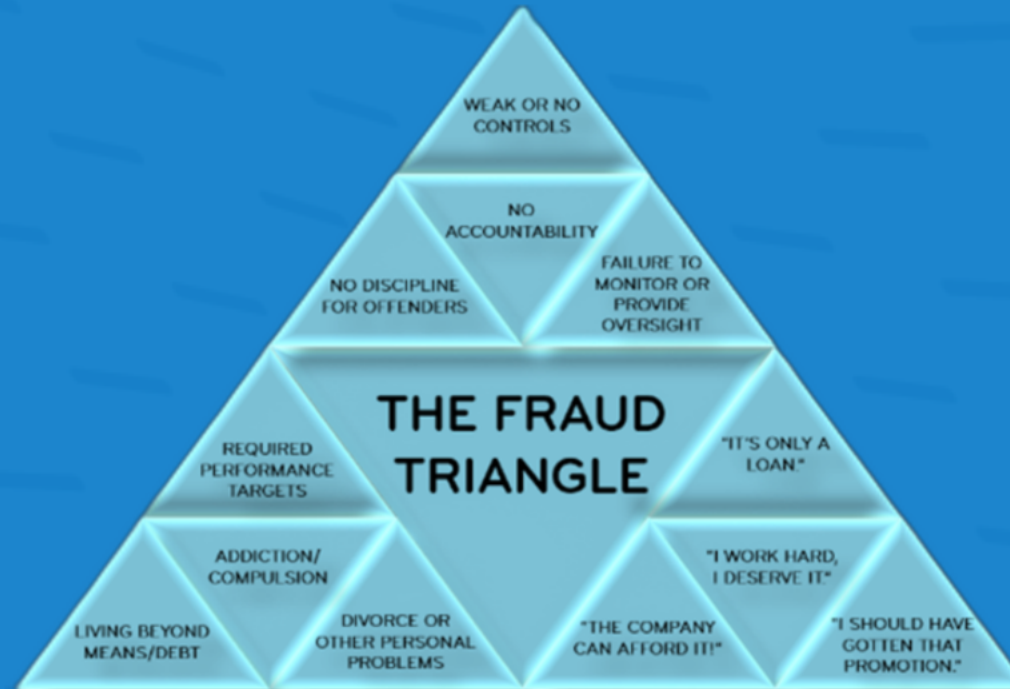 WEAK OR NO
CONTROLS
NO
ACCOUNTABILITY
NO DISCIPLINE
FOR OFFENDERS
FAILURE TO
MONITOR OR
PROVIDE
OVERSIGHT
THE FRAUD
TRIANGLE
REQUIRED
PERFORMANCE
TARGETS
ADDICTION/
COMPULSION
LIVING BEYOND
MEANS/DEBT
DIVORCE OR
OTHER PERSONAL
PROBLEMS
"IT'S ONLY A
LOAN."
"I WORK HARD,
I DESERVE IT."
"THE COMPANY
CAN AFFORD IT!"
"I SHOULD HAVE
GOTTEN THAT
PROMOTION."